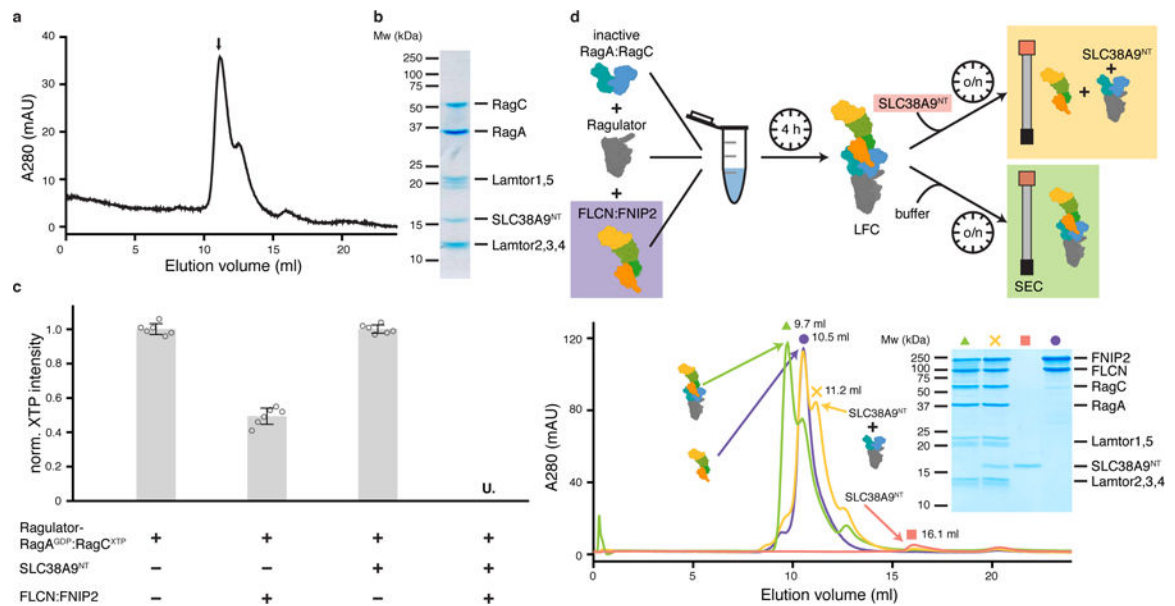 a
A280 (mAU)
40
30
20
10
0
0 5 10 15 20
Elution volume (ml)
b
Mw (kDa)
250
100
75
50
37
25
20
15
10
RagC
RagA
Lamtor1,5
SLC38A9NT
Lamtor2,3,4
c
norm. XTP intensity
1.0
0.8
0.6
0.4
0.2
0
U.
Ragulator-
RagAGDP:RagCXTP + + + +
SLC38A9NT – – + +
FLCN:FNIP2 – + – +
d
inactive
RagA:RagC
+
Ragulator
+
FLCN:FNIP2
4 h
LFC
SLC38A9NT
o/n
SLC38A9NT
+
+
buffer
o/n
SEC
A280 (mAU)
120
80
40
0
0 10 20
Elution volume (ml)
9.7 ml
10.5 ml
11.2 ml
SLC38A9NT
+
SLC38A9NT
16.1 ml
Mw (kDa)
250
100
75
50
37
25
20
15
10
FNIP2
FLCN
RagC
RagA
Lamtor1,5
SLC38A9NT
Lamtor2,3,4